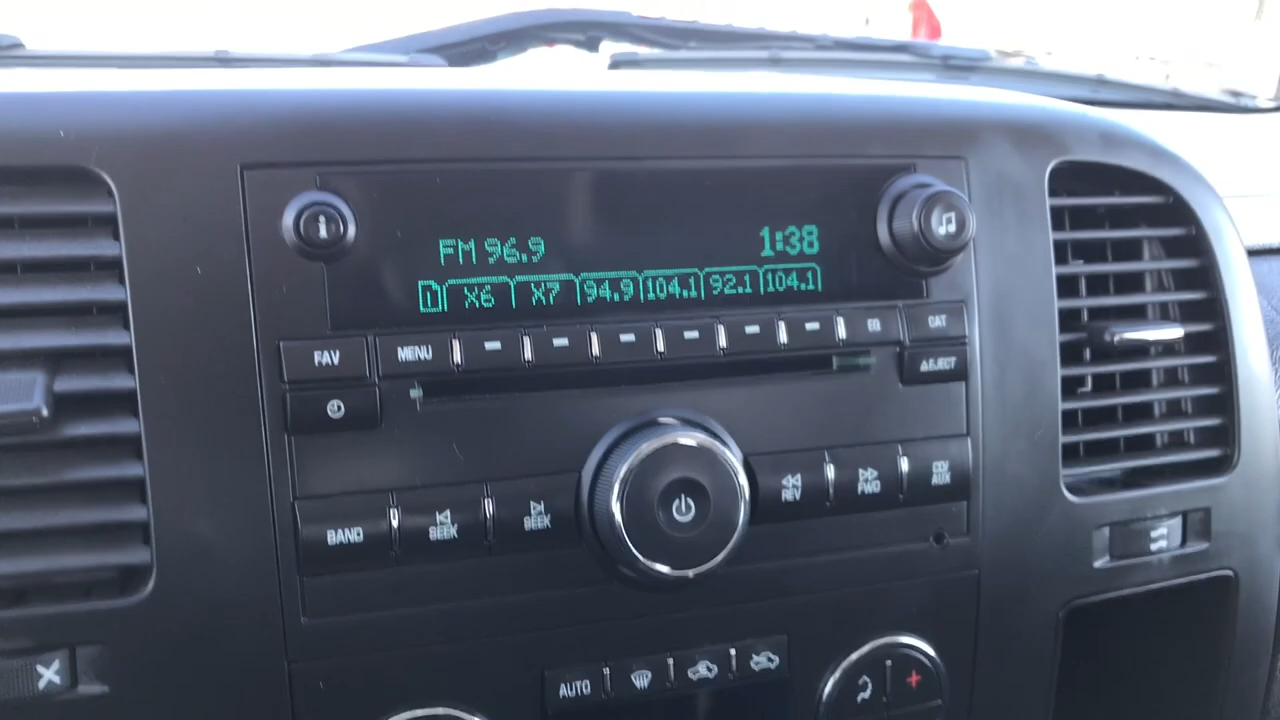 i
FM 96.9 1:38
1 X6 X7 94.9 104.1 92.1 104.1
FAV MENU EQ CAT
EJECT
BAND SEEK SEEK REV FWD CD/AUX
AUTO